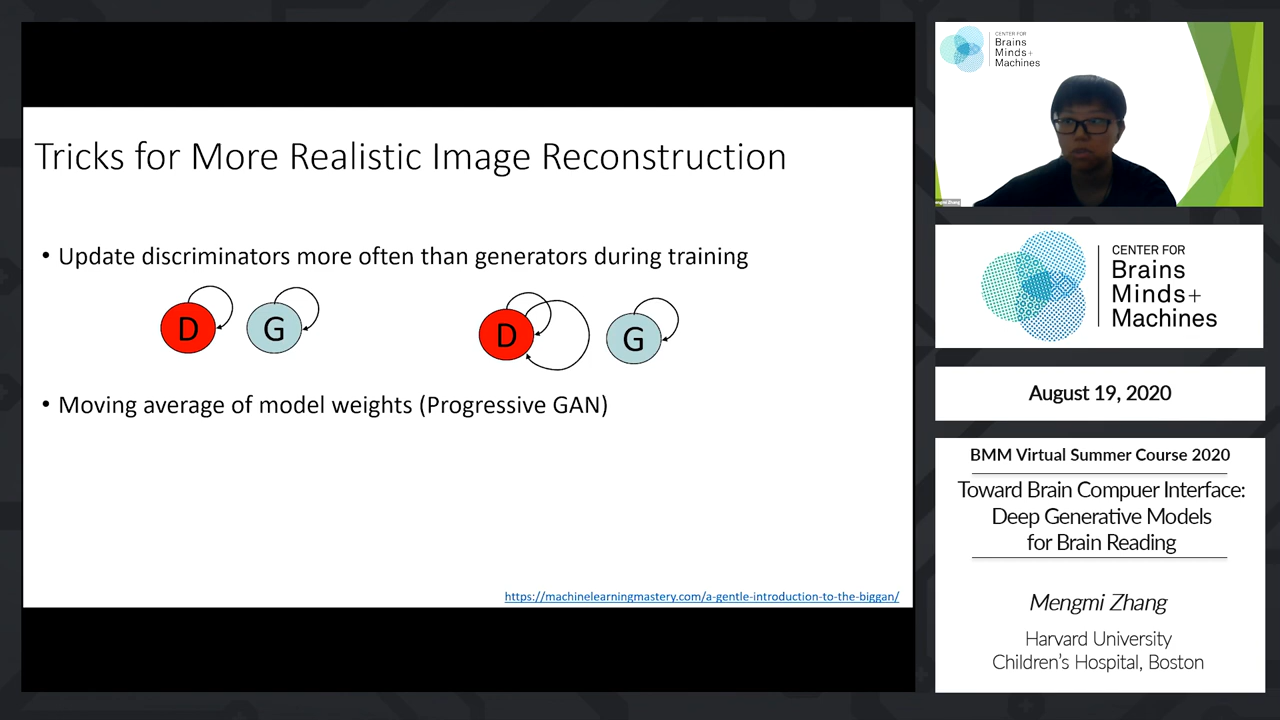 Tricks for More Realistic Image Reconstruction
• Update discriminators more often than generators during training
D G D G
• Moving average of model weights (Progressive GAN)
https://machinelearningmastery.com/a-gentle-introduction-to-the-biggan/
CENTER FOR
Brains
Minds+
Machines
CENTER FOR
Brains
Minds+
Machines
August 19, 2020
BMM Virtual Summer Course 2020
Toward Brain Compuer Interface:
Deep Generative Models
for Brain Reading
Mengmi Zhang
Harvard University
Children's Hospital, Boston